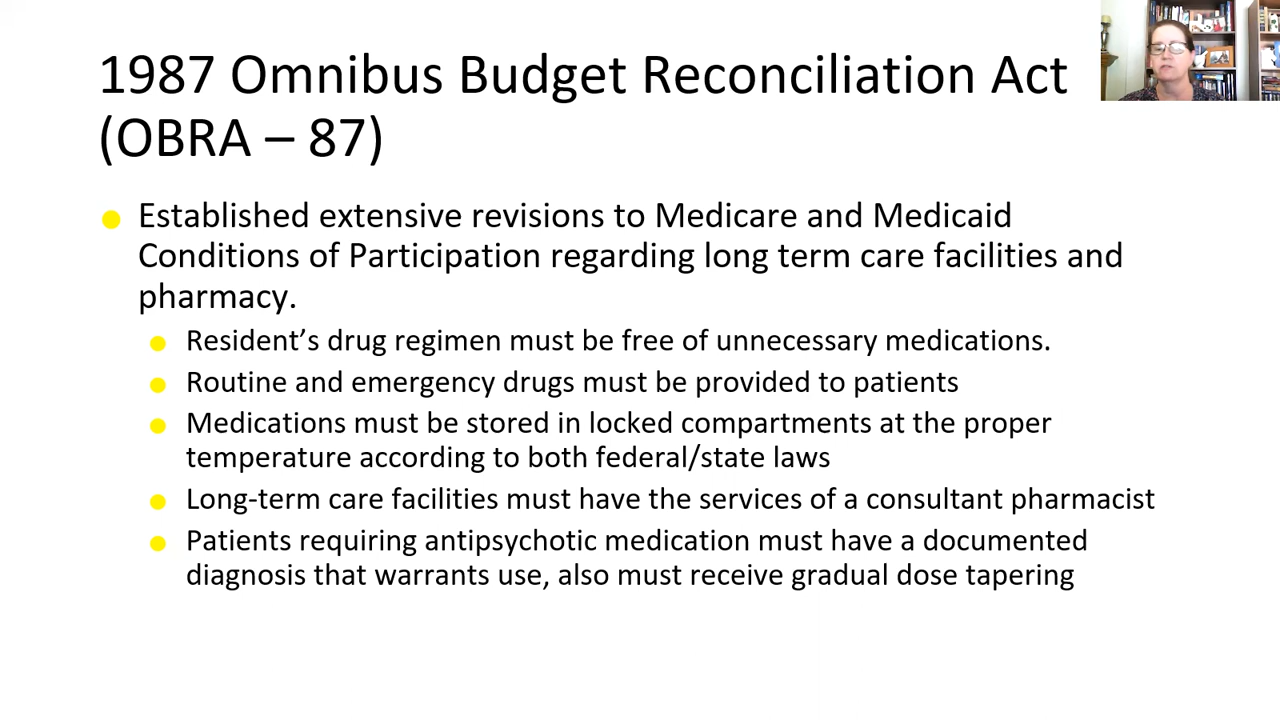 1987 Omnibus Budget Reconciliation Act
(OBRA – 87)
Established extensive revisions to Medicare and Medicaid
Conditions of Participation regarding long term care facilities and
pharmacy.
Resident’s drug regimen must be free of unnecessary medications.
Routine and emergency drugs must be provided to patients
Medications must be stored in locked compartments at the proper
temperature according to both federal/state laws
Long-term care facilities must have the services of a consultant pharmacist
Patients requiring antipsychotic medication must have a documented
diagnosis that warrants use, also must receive gradual dose tapering